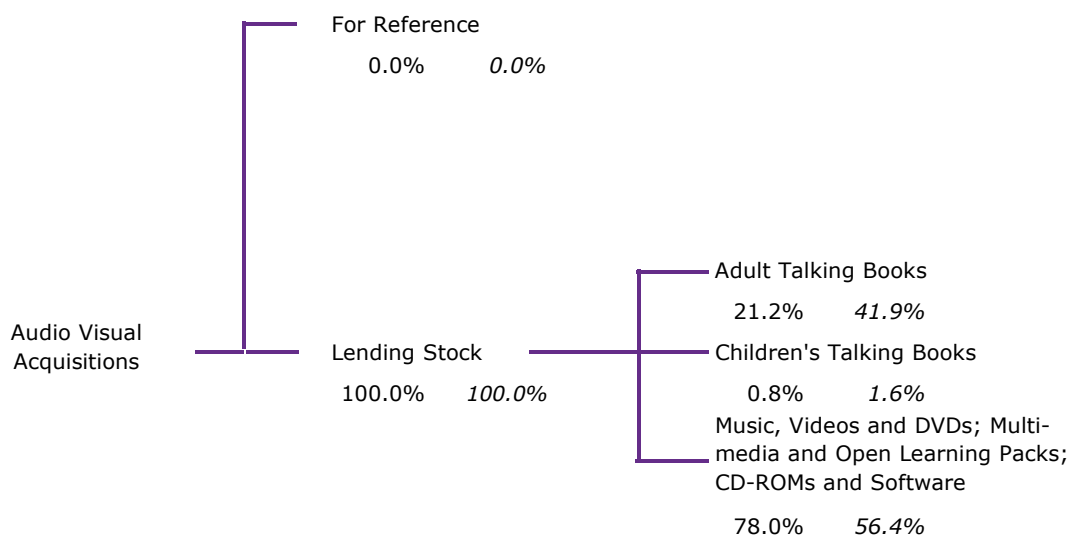 For Reference
0.0% 0.0%
Audio Visual
Acquisitions
Lending Stock
100.0% 100.0%
Adult Talking Books
21.2% 41.9%
Children's Talking Books
0.8% 1.6%
Music, Videos and DVDs; Multi-
media and Open Learning Packs;
CD-ROMs and Software
78.0% 56.4%